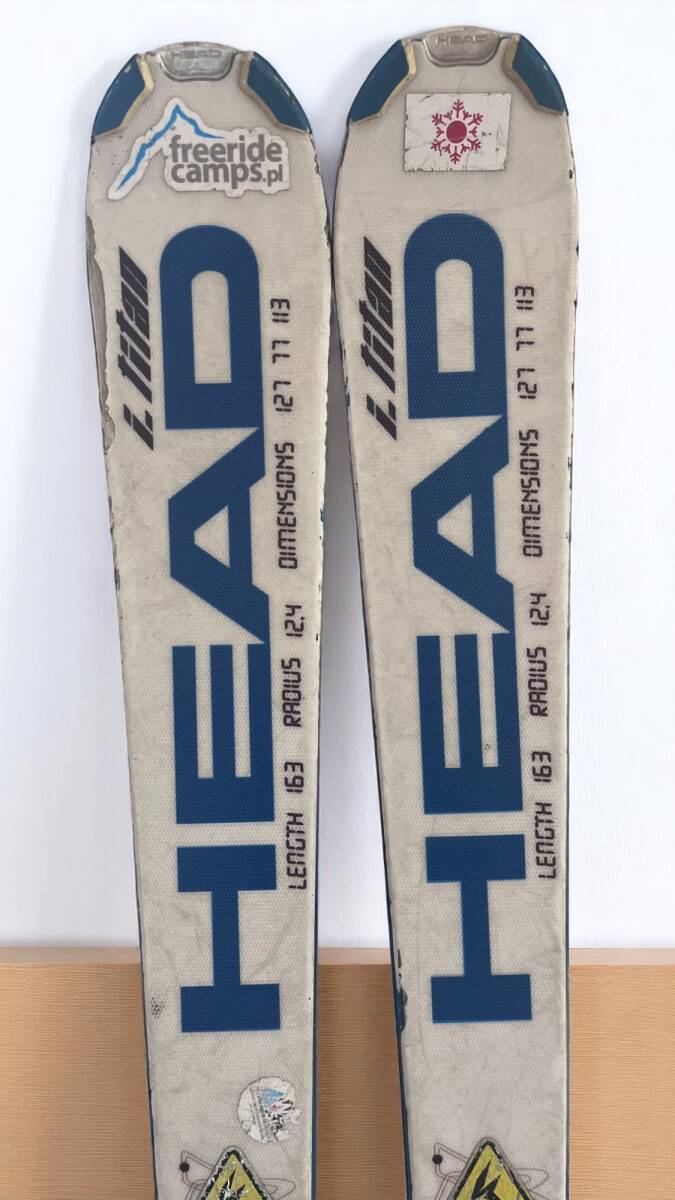 HEAD
freeride
camps.pl
i. titan
HEAD
LENGTH 163 RADIUS 12.4 DIMENSIONS 127 77 113
HEAD
i. titan
HEAD
LENGTH 163 RADIUS 12.4 DIMENSIONS 127 77 113